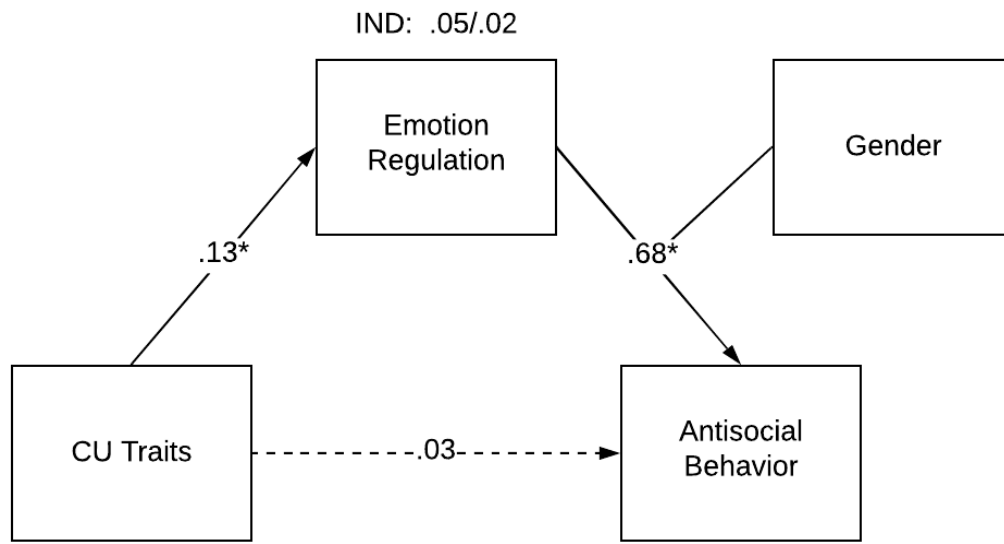 IND:  .05/.02
Emotion
Regulation
Gender
.13*
.68*
CU Traits
.03
Antisocial
Behavior